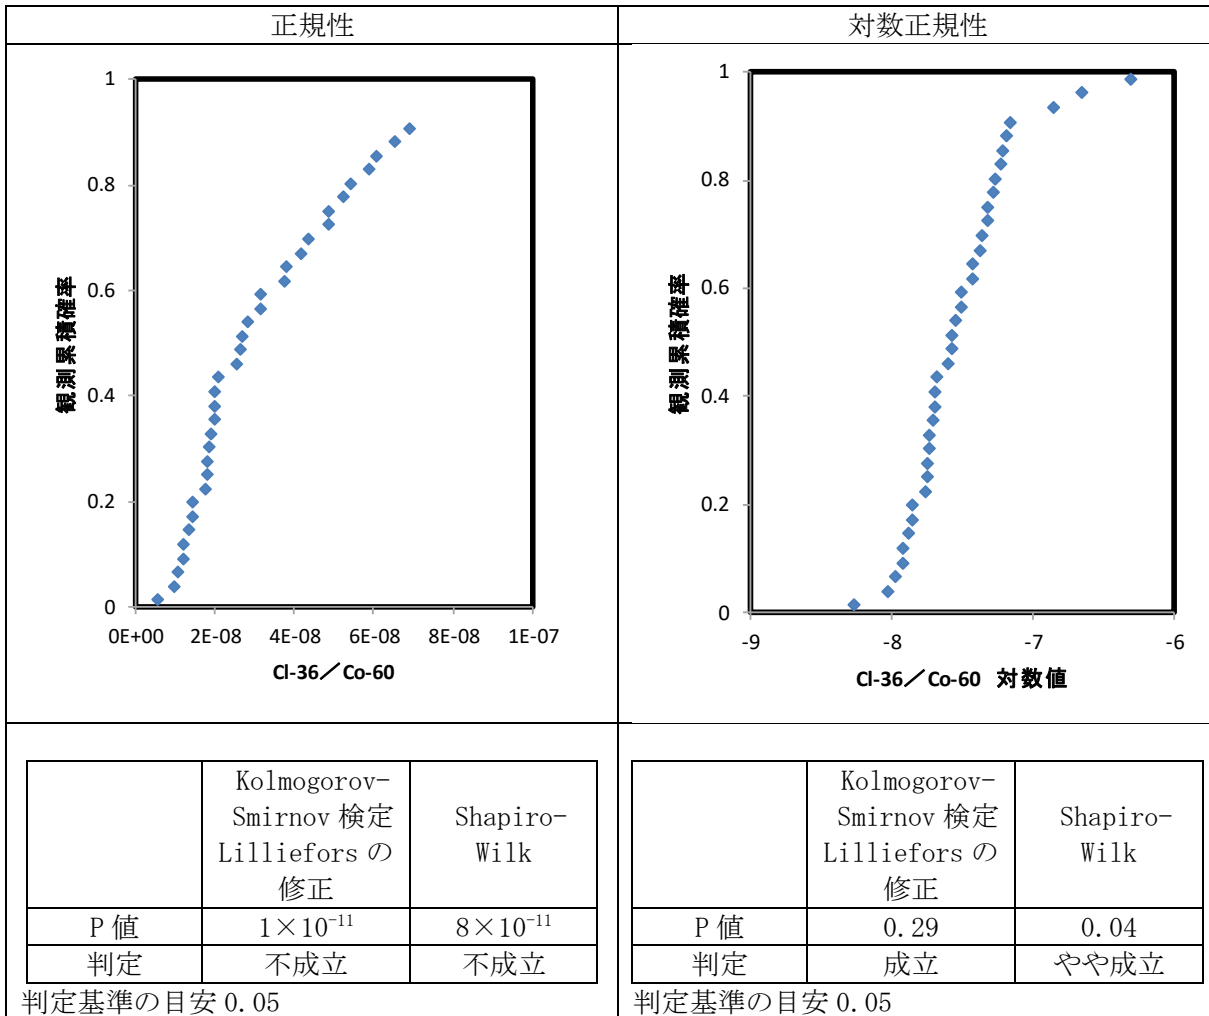 正規性
1
0.8
0.6
0.4
0.2
0
観測累積確率
0E+00 2E-08 4E-08 6E-08 8E-08 1E-07
Cl-36／Co-60
Kolmogorov-
Smirnov 検定
Lilliefors の
修正
Shapiro-
Wilk
P 値 1×10⁻¹¹ 8×10⁻¹¹
判定 不成立 不成立
判定基準の目安 0.05
対数正規性
1
0.8
0.6
0.4
0.2
0
観測累積確率
-9 -8 -7 -6
Cl-36／Co-60 対数値
Kolmogorov-
Smirnov 検定
Lilliefors の
修正
Shapiro-
Wilk
P 値 0.29 0.04
判定 成立 やや成立
判定基準の目安 0.05